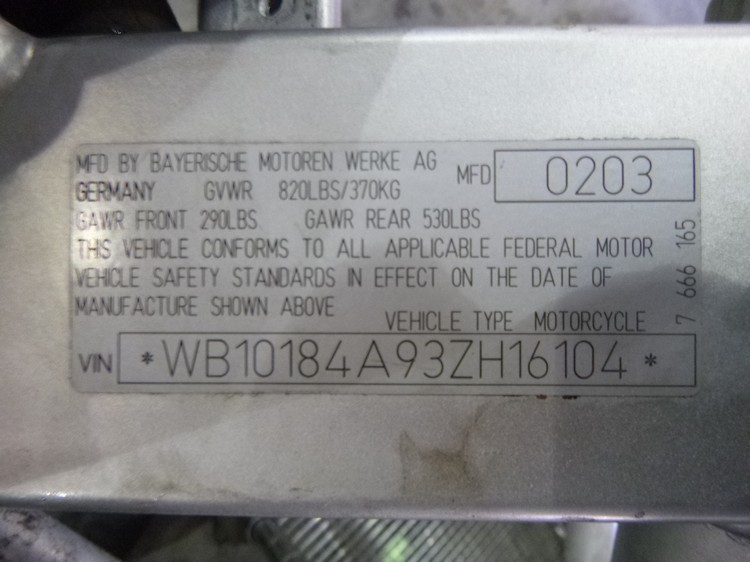 MFD BY BAYERISCHE MOTOREN WERKE AG
MFD 0203
GERMANY GVWR 820LBS/370KG
GAWR FRONT 290LBS GAWR REAR 530LBS
THIS VEHICLE CONFORMS TO ALL APPLICABLE FEDERAL MOTOR
VEHICLE SAFETY STANDARDS IN EFFECT ON THE DATE OF
MANUFACTURE SHOWN ABOVE
VEHICLE TYPE MOTORCYCLE
7 666 165
VIN *WB10184A93ZH16104*